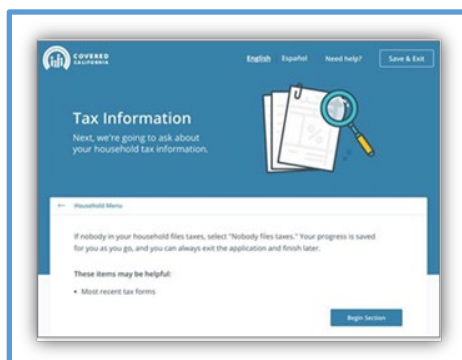 COVERED
CALIFORNIA
English Español Need help? Save & Exit
Tax Information
Next, we're going to ask about
your household tax information.
← Household Menu
If nobody in your household files taxes, select "Nobody files taxes." Your progress is saved
for you as you go, and you can always exit the application and finish later.
These items may be helpful:
• Most recent tax forms
Begin Section